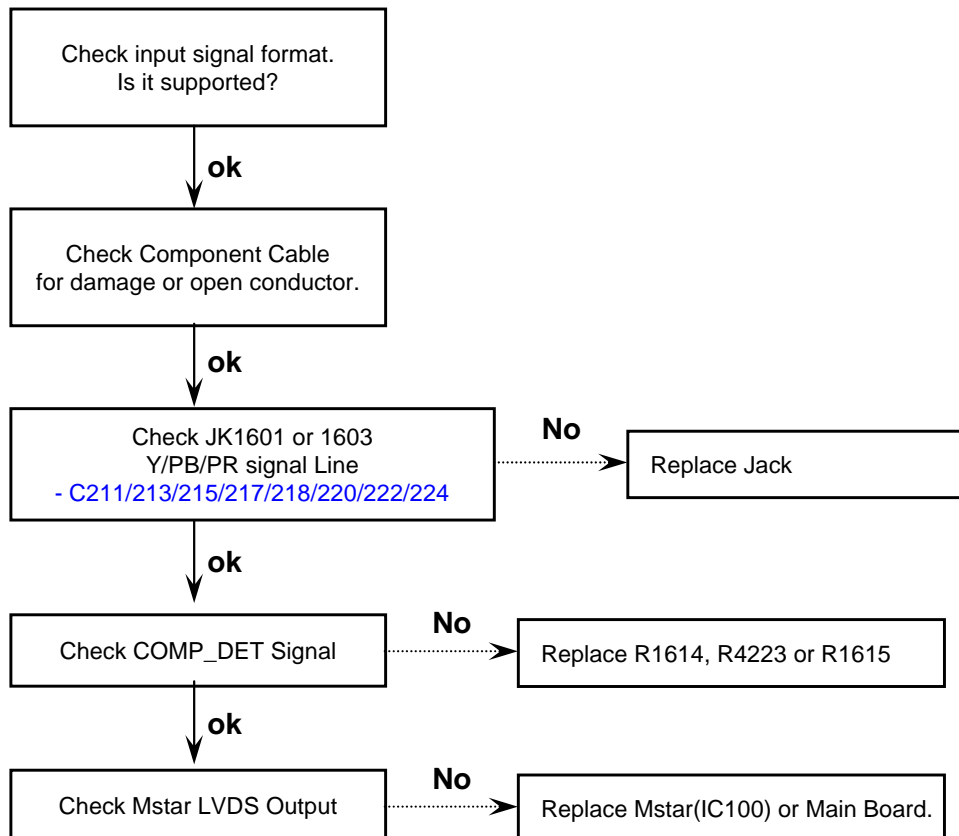 Check input signal format.
Is it supported?
ok
Check Component Cable
for damage or open conductor.
ok
Check JK1601 or 1603
Y/PB/PR signal Line
- C211/213/215/217/218/220/222/224
No
Replace Jack
ok
Check COMP_DET Signal
No
Replace R1614, R4223 or R1615
ok
Check Mstar LVDS Output
No
Replace Mstar(IC100) or Main Board.